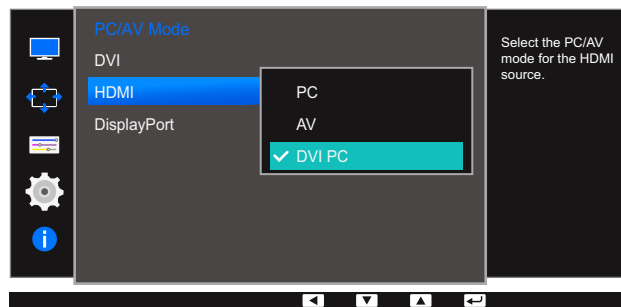 PC/AV Mode
DVI
HDMI
DisplayPort
PC
AV
DVI PC
Select the PC/AV
mode for the HDMI
source.